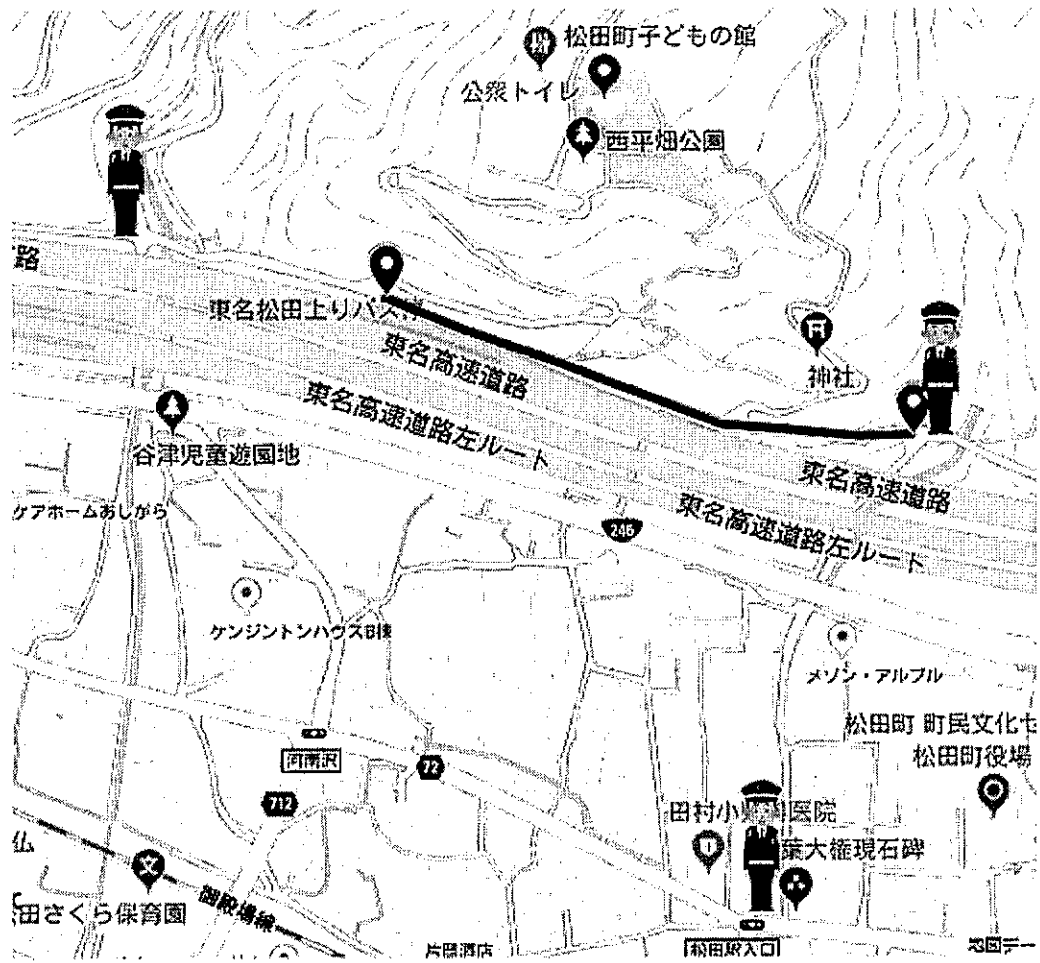 松田町子どもの館
公衆トイレ
西平畑公園
路
東名松田上りバス
東名高速道路
神社
東名高速道路左ルート
谷津児童遊園地
東名高速道路
ケアホームあしがら
246
東名高速道路左ルート
ケンジントンハウス
メゾン・アルブル
松田町 町民文化セ
河南沢
72
松田町役場
712
田村小 医院
仏
葉大権現石碑
文
田さくら保育園
御殿場線
片岡酒店
松田駅入口